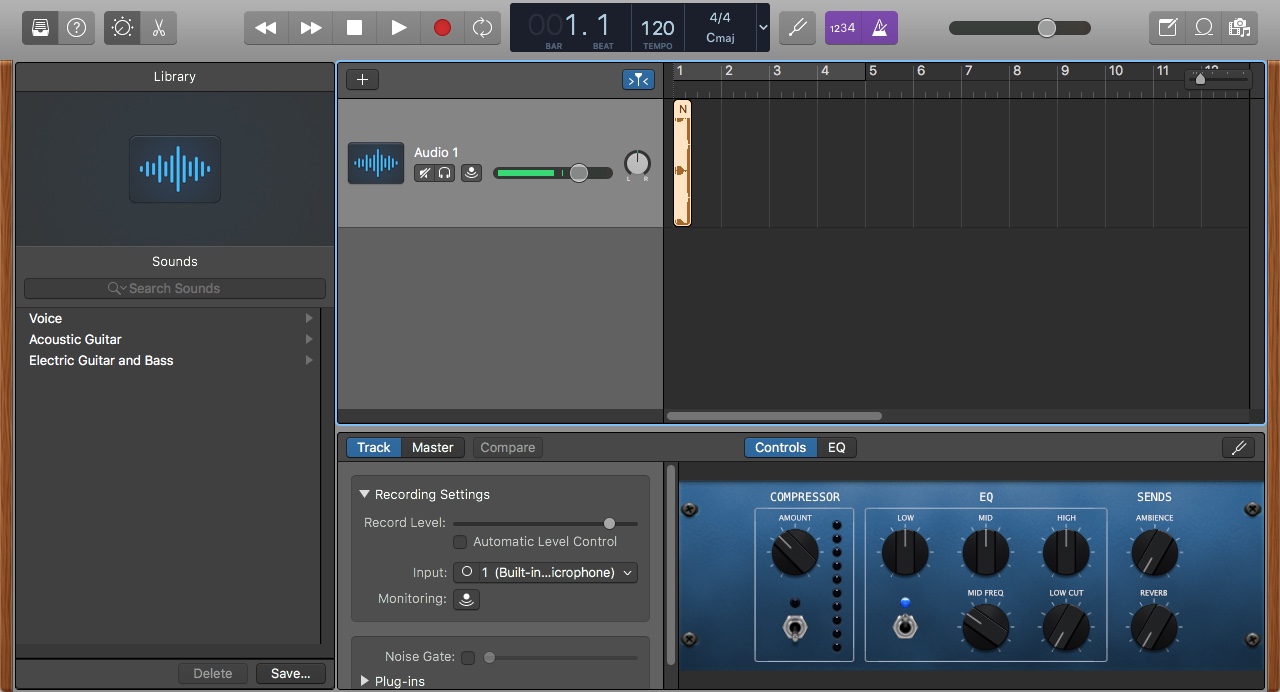 001. 1
BAR BEAT
120
TEMPO
4/4
Cmaj
1234
Library
Sounds
Search Sounds
Voice
Acoustic Guitar
Electric Guitar and Bass
Delete
Save...
1 2 3 4 5 6 7 8 9 10 11 12
N
Audio 1
L R
Track
Master
Compare
Controls
EQ
Recording Settings
Record Level:
Automatic Level Control
Input:
1 (Built-in...icrophone)
Monitoring:
Noise Gate:
Plug-ins
COMPRESSOR
AMOUNT
EQ
LOW
MID
HIGH
MID FREQ
LOW CUT
SENDS
AMBIENCE
REVERB